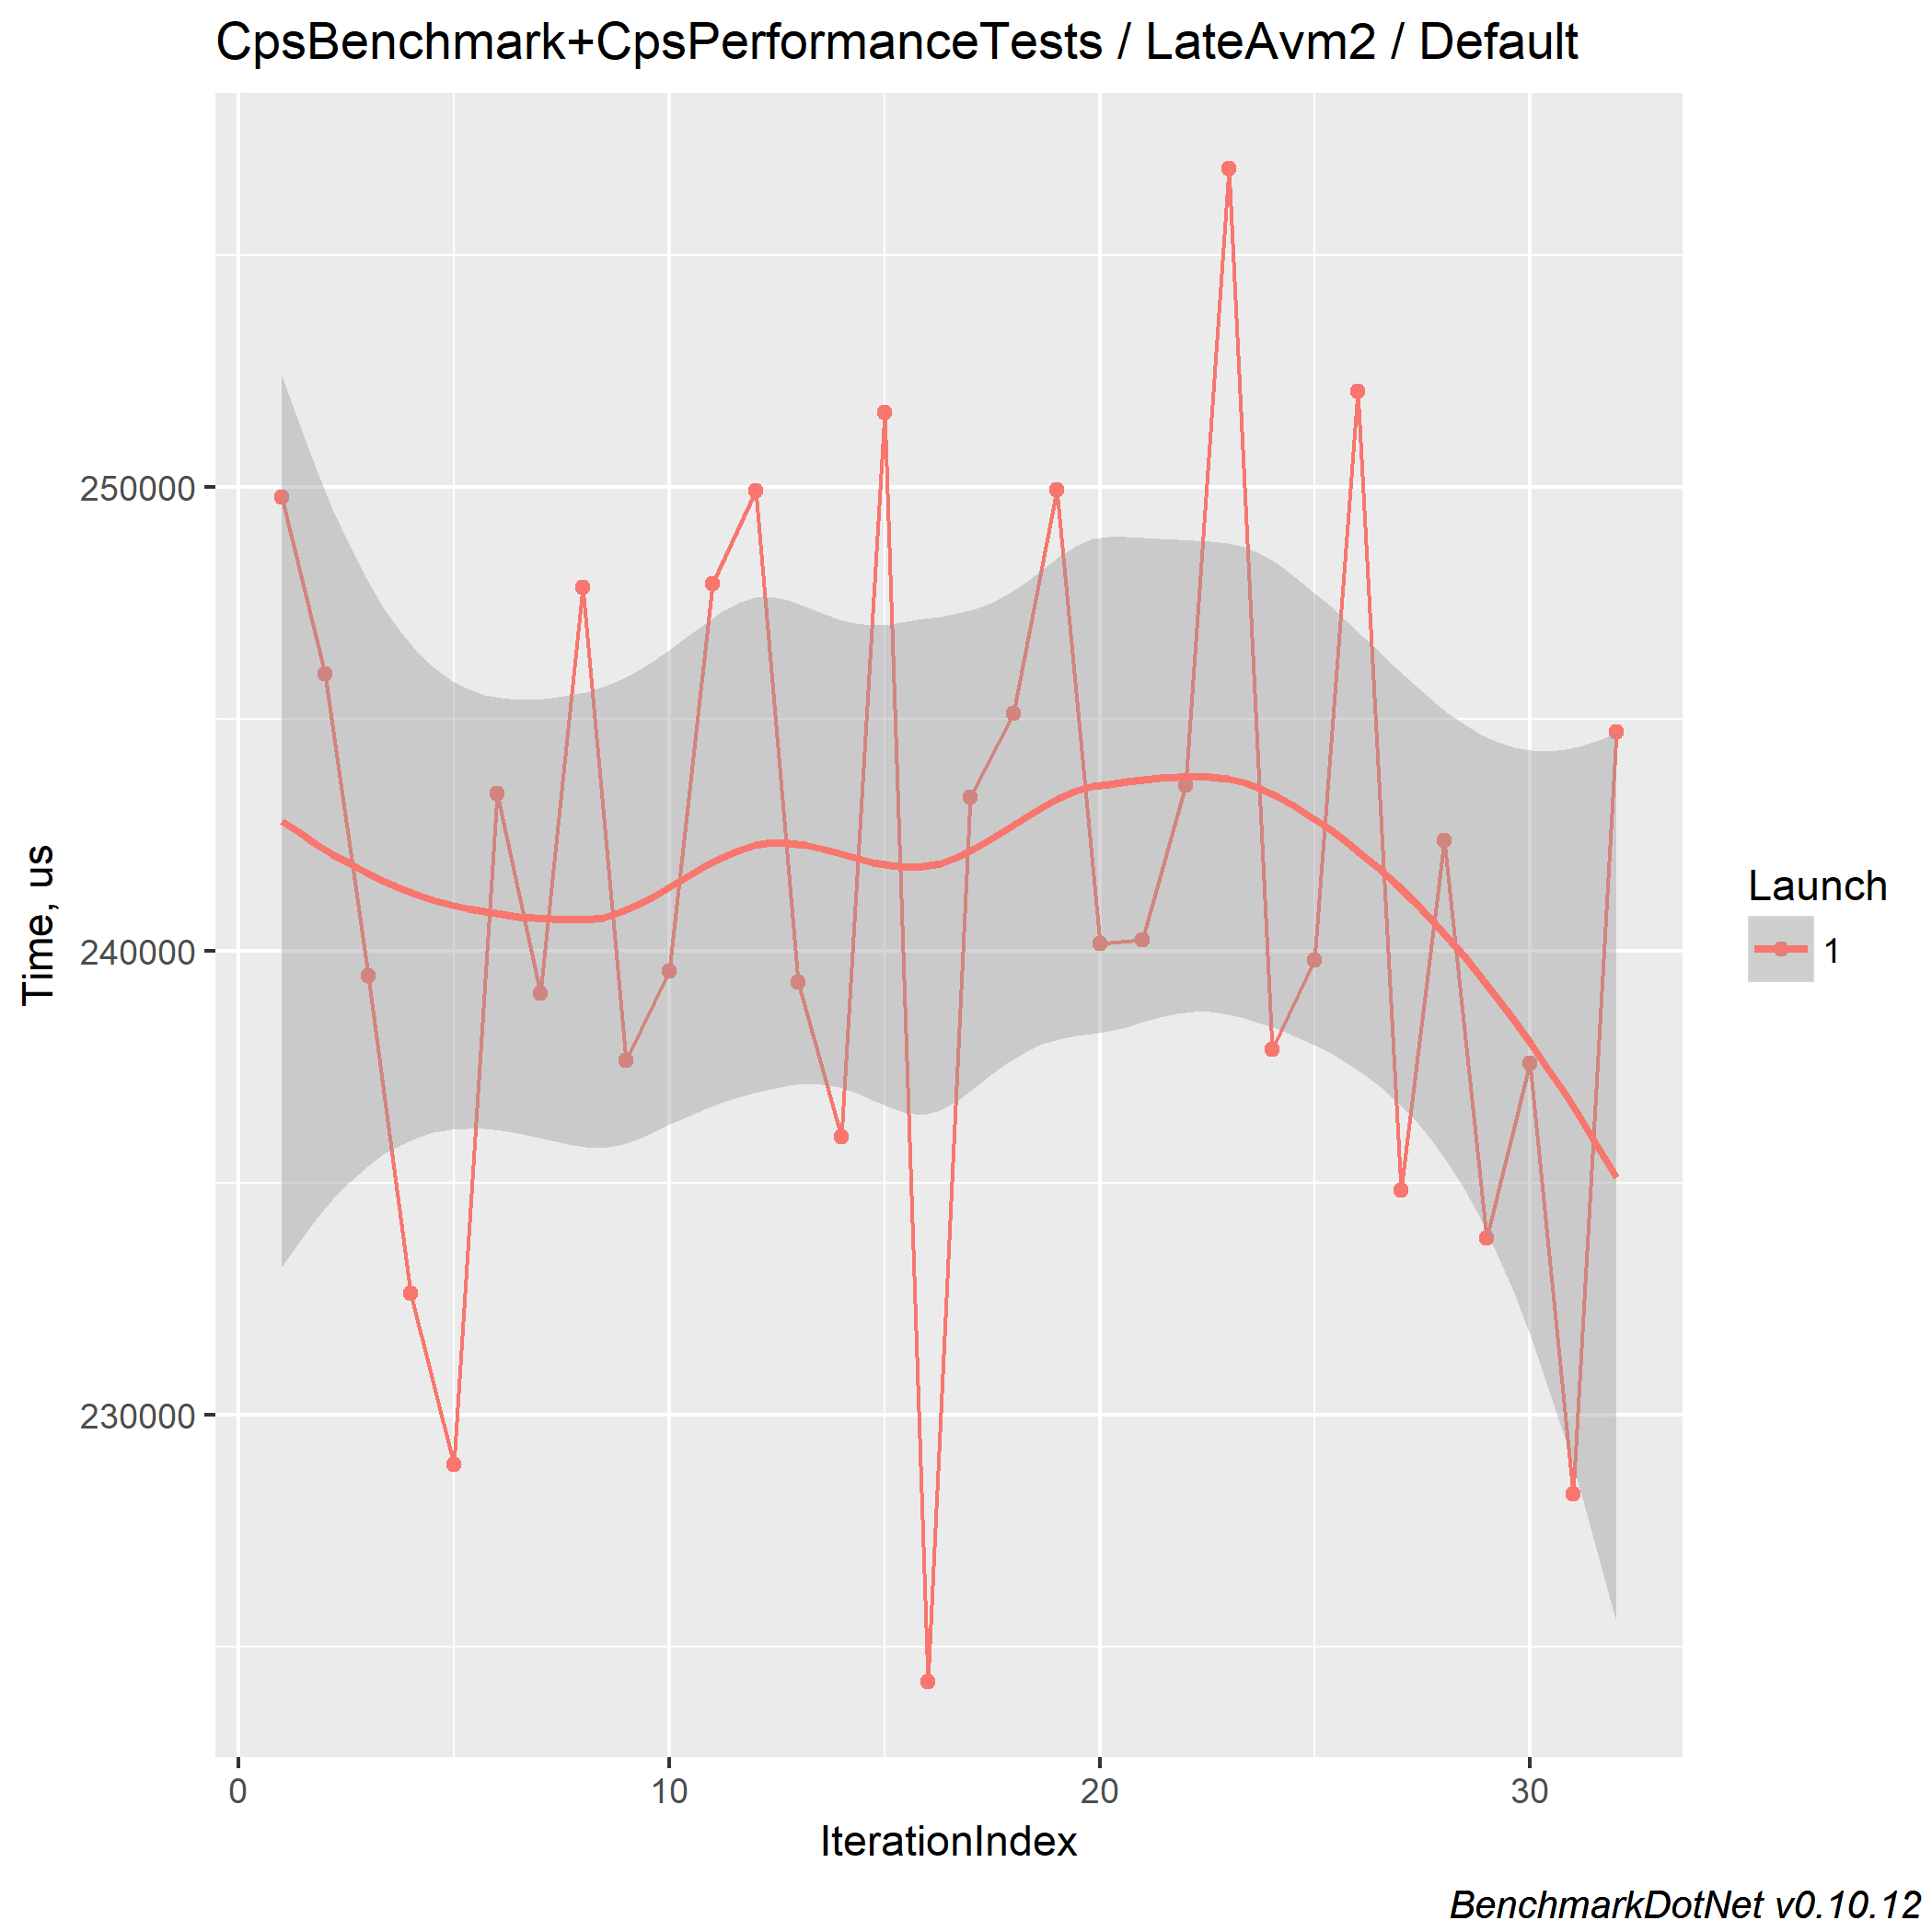 CpsBenchmark+CpsPerformanceTests / LateAvm2 / Default
250000
240000
230000
Time, us
0 10 20 30
IterationIndex
Launch
1
BenchmarkDotNet v0.10.12